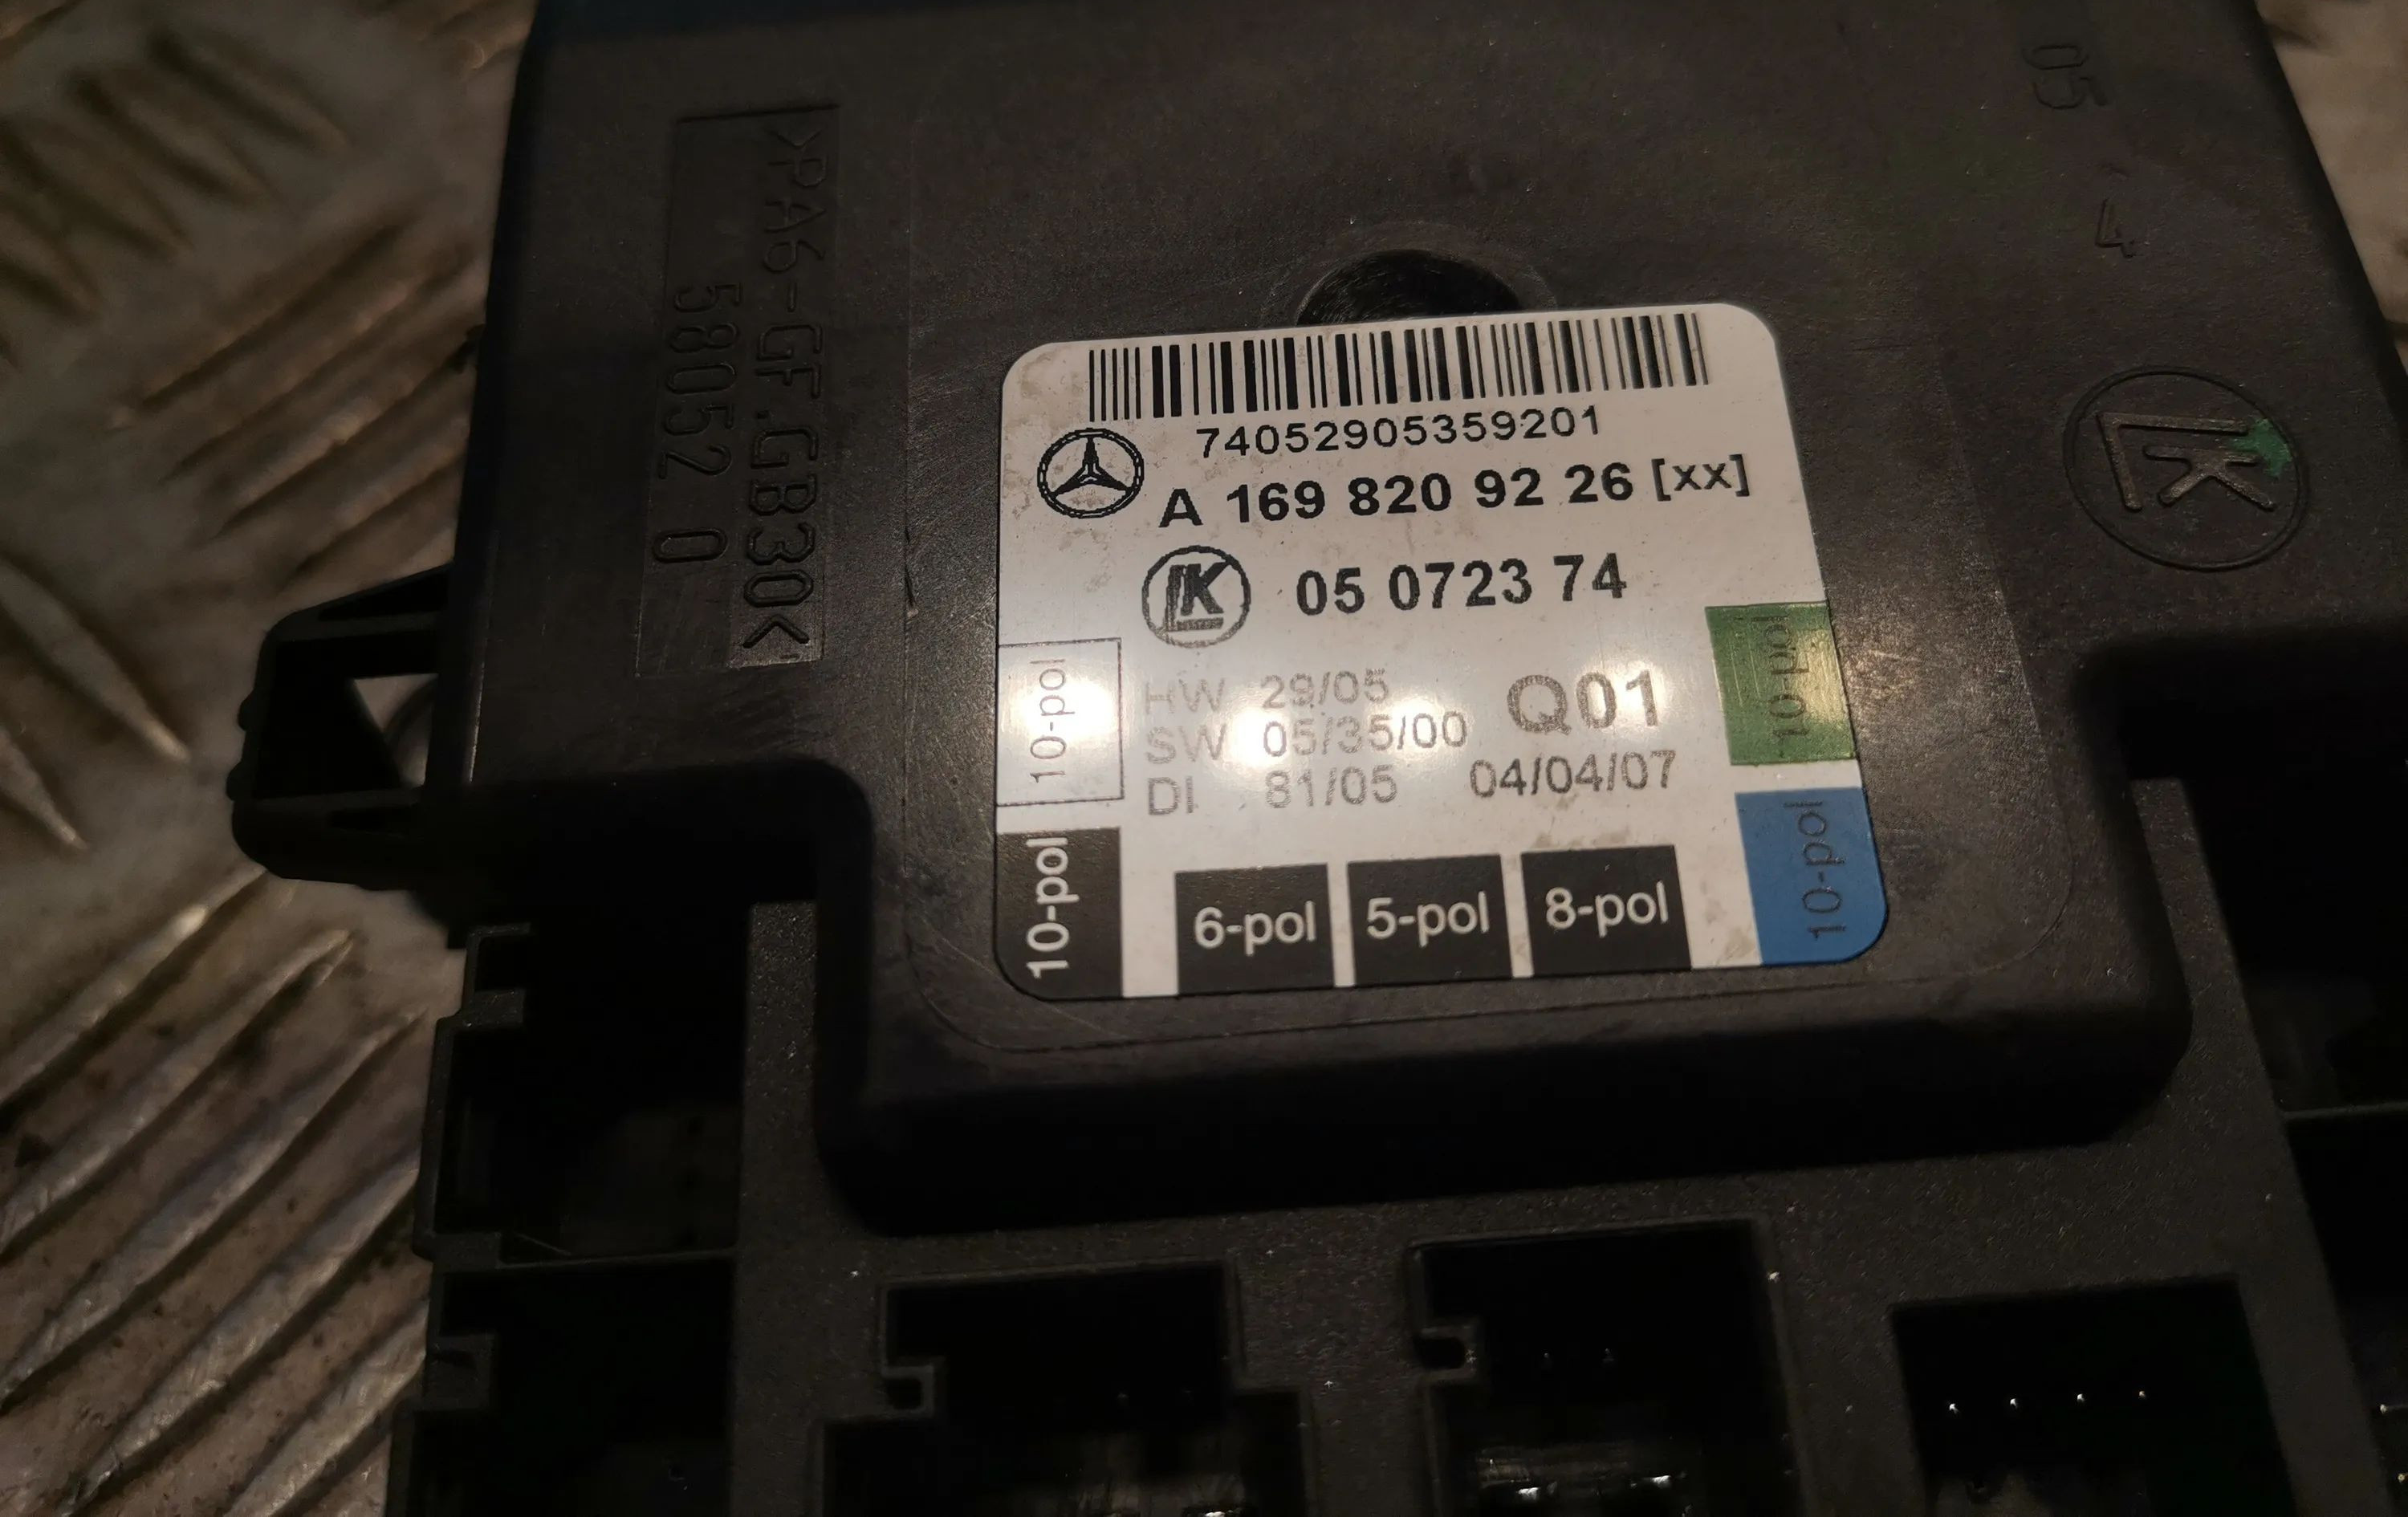 >PA6-GF.GB30<
58052 0
05
4
LK
74052905359201
A 169 820 92 26 [xx]
LK 05 0723 74
HW 29/05
SW 05/35/00
DI 81/05
Q01
04/04/07
10-pol
10-pol
10-pol
10-pol
6-pol
5-pol
8-pol